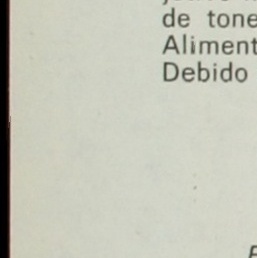 de tone
Aliment
Debido